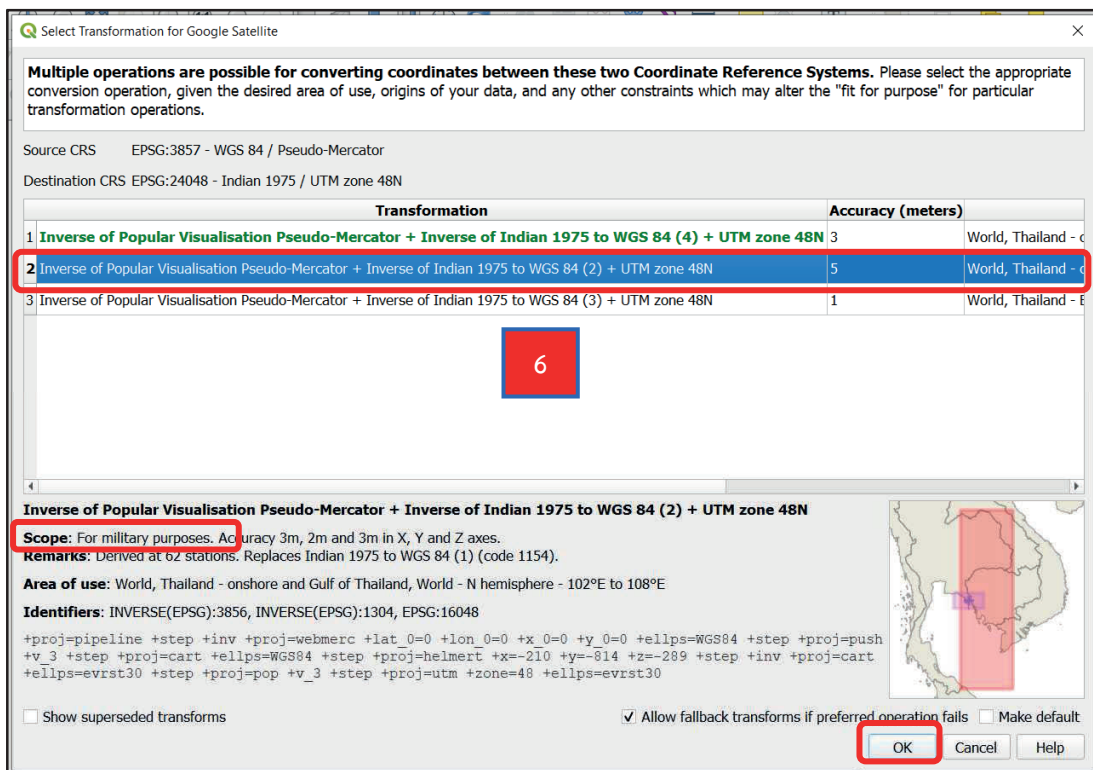 Select Transformation for Google Satellite
Multiple operations are possible for converting coordinates between these two Coordinate Reference Systems. Please select the appropriate
conversion operation, given the desired area of use, origins of your data, and any other constraints which may alter the "fit for purpose" for particular
transformation operations.
Source CRS EPSG:3857 - WGS 84 / Pseudo-Mercator
Destination CRS EPSG:24048 - Indian 1975 / UTM zone 48N
Transformation Accuracy (meters)
1 Inverse of Popular Visualisation Pseudo-Mercator + Inverse of Indian 1975 to WGS 84 (4) + UTM zone 48N 3 World, Thailand -
2 Inverse of Popular Visualisation Pseudo-Mercator + Inverse of Indian 1975 to WGS 84 (2) + UTM zone 48N 5 World, Thailand -
3 Inverse of Popular Visualisation Pseudo-Mercator + Inverse of Indian 1975 to WGS 84 (3) + UTM zone 48N 1 World, Thailand -
6
Inverse of Popular Visualisation Pseudo-Mercator + Inverse of Indian 1975 to WGS 84 (2) + UTM zone 48N
Scope: For military purposes. Accuracy 3m, 2m and 3m in X, Y and Z axes.
Remarks: Derived at 62 stations. Replaces Indian 1975 to WGS 84 (1) (code 1154).
Area of use: World, Thailand - onshore and Gulf of Thailand, World - N hemisphere - 102°E to 108°E
Identifiers: INVERSE(EPSG):3856, INVERSE(EPSG):1304, EPSG:16048
+proj=pipeline +step +inv +proj=webmerc +lat_0=0 +lon_0=0 +x_0=0 +y_0=0 +ellps=WGS84 +step +proj=push
+v_3 +step +proj=cart +ellps=WGS84 +step +proj=helmert +x=-210 +y=-814 +z=-289 +step +inv +proj=cart
+ellps=evrst30 +step +proj=pop +v_3 +step +proj=utm +zone=48 +ellps=evrst30
Show superseded transforms Allow fallback transforms if preferred operation fails Make default
OK Cancel Help